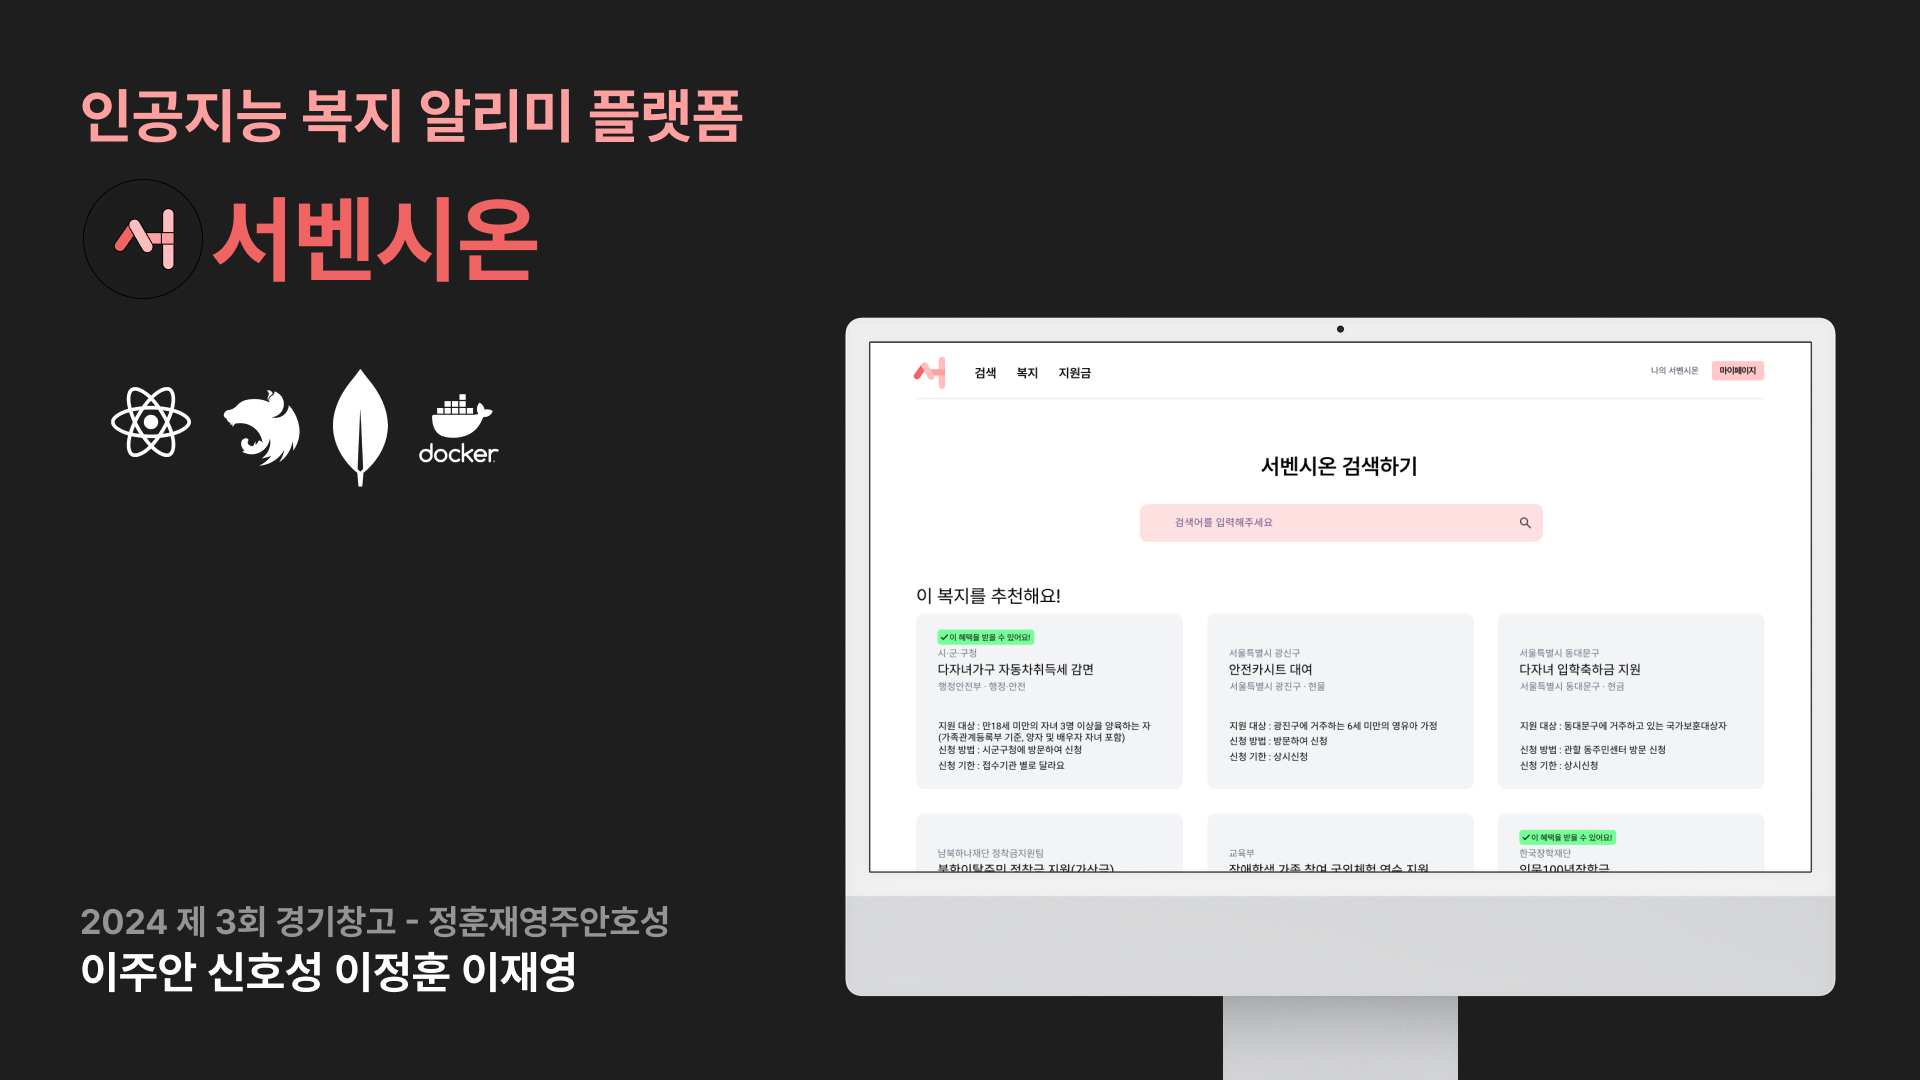 인공지능 복지 알리미 플랫폼
서벤시온
docker
2024 제 3회 경기창고 - 정훈재영주안호성
이주안 신호성 이정훈 이재영
검색 복지 지원금
나의 서벤시온 마이페이지
서벤시온 검색하기
검색어를 입력해주세요
이 복지를 추천해요!
이 혜택을 받을 수 있어요!
시·군·구청
다자녀가구 자동차취득세 감면
행정안전부 · 행정·안전
지원 대상 : 만18세 미만의 자녀 3명 이상을 양육하는 자
(가족관계등록부 기준, 양자 및 배우자 자녀 포함)
신청 방법 : 시군구청에 방문하여 신청
신청 기한 : 접수기관 별로 달라요
서울특별시 광신구
안전카시트 대여
서울특별시 광진구 · 현물
지원 대상 : 광진구에 거주하는 6세 미만의 영유아 가정
신청 방법 : 방문하여 신청
신청 기한 : 상시신청
서울특별시 동대문구
다자녀 입학축하금 지원
서울특별시 동대문구 · 현금
지원 대상 : 동대문구에 거주하고 있는 국가보훈대상자
신청 방법 : 관할 동주민센터 방문 신청
신청 기한 : 상시신청
남북하나재단 정착금지원팀
북한이탈주민 정착금 지원(가산금)
교육부
장애학생 가족 참여 국외체험 연수 지원
이 혜택을 받을 수 있어요!
한국장학재단
인문100년장학금